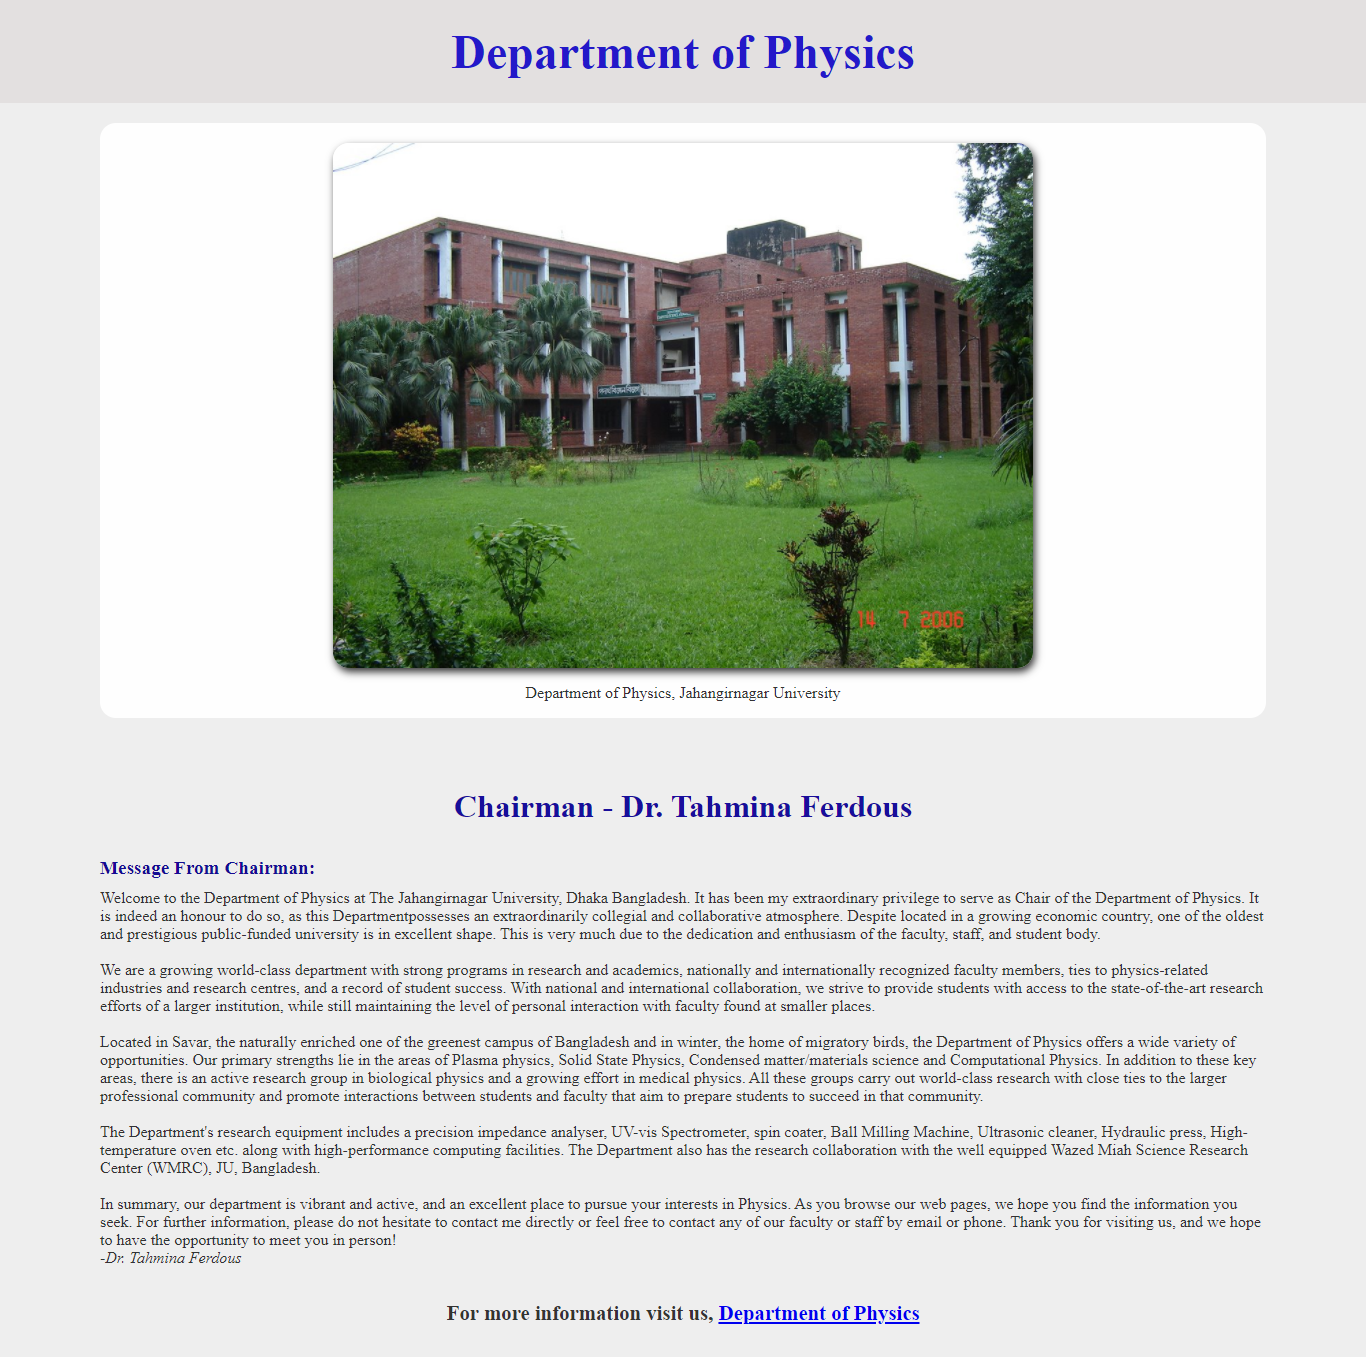 Department of Physics
14 7 2006
Department of Physics, Jahangirnagar University
Chairman - Dr. Tahmina Ferdous
Message From Chairman:
Welcome to the Department of Physics at The Jahangirnagar University, Dhaka Bangladesh. It has been my extraordinary privilege to serve as Chair of the Department of Physics. It
is indeed an honour to do so, as this Departmentpossesses an extraordinarily collegial and collaborative atmosphere. Despite located in a growing economic country, one of the oldest
and prestigious public-funded university is in excellent shape. This is very much due to the dedication and enthusiasm of the faculty, staff, and student body.
We are a growing world-class department with strong programs in research and academics, nationally and internationally recognized faculty members, ties to physics-related
industries and research centres, and a record of student success. With national and international collaboration, we strive to provide students with access to the state-of-the-art research
efforts of a larger institution, while still maintaining the level of personal interaction with faculty found at smaller places.
Located in Savar, the naturally enriched one of the greenest campus of Bangladesh and in winter, the home of migratory birds, the Department of Physics offers a wide variety of
opportunities. Our primary strengths lie in the areas of Plasma physics, Solid State Physics, Condensed matter/materials science and Computational Physics. In addition to these key
areas, there is an active research group in biological physics and a growing effort in medical physics. All these groups carry out world-class research with close ties to the larger
professional community and promote interactions between students and faculty that aim to prepare students to succeed in that community.
The Department's research equipment includes a precision impedance analyser, UV-vis Spectrometer, spin coater, Ball Milling Machine, Ultrasonic cleaner, Hydraulic press, High-
temperature oven etc. along with high-performance computing facilities. The Department also has the research collaboration with the well equipped Wazed Miah Science Research
Center (WMRC), JU, Bangladesh.
In summary, our department is vibrant and active, and an excellent place to pursue your interests in Physics. As you browse our web pages, we hope you find the information you
seek. For further information, please do not hesitate to contact me directly or feel free to contact any of our faculty or staff by email or phone. Thank you for visiting us, and we hope
to have the opportunity to meet you in person!
-Dr. Tahmina Ferdous
For more information visit us, Department of Physics